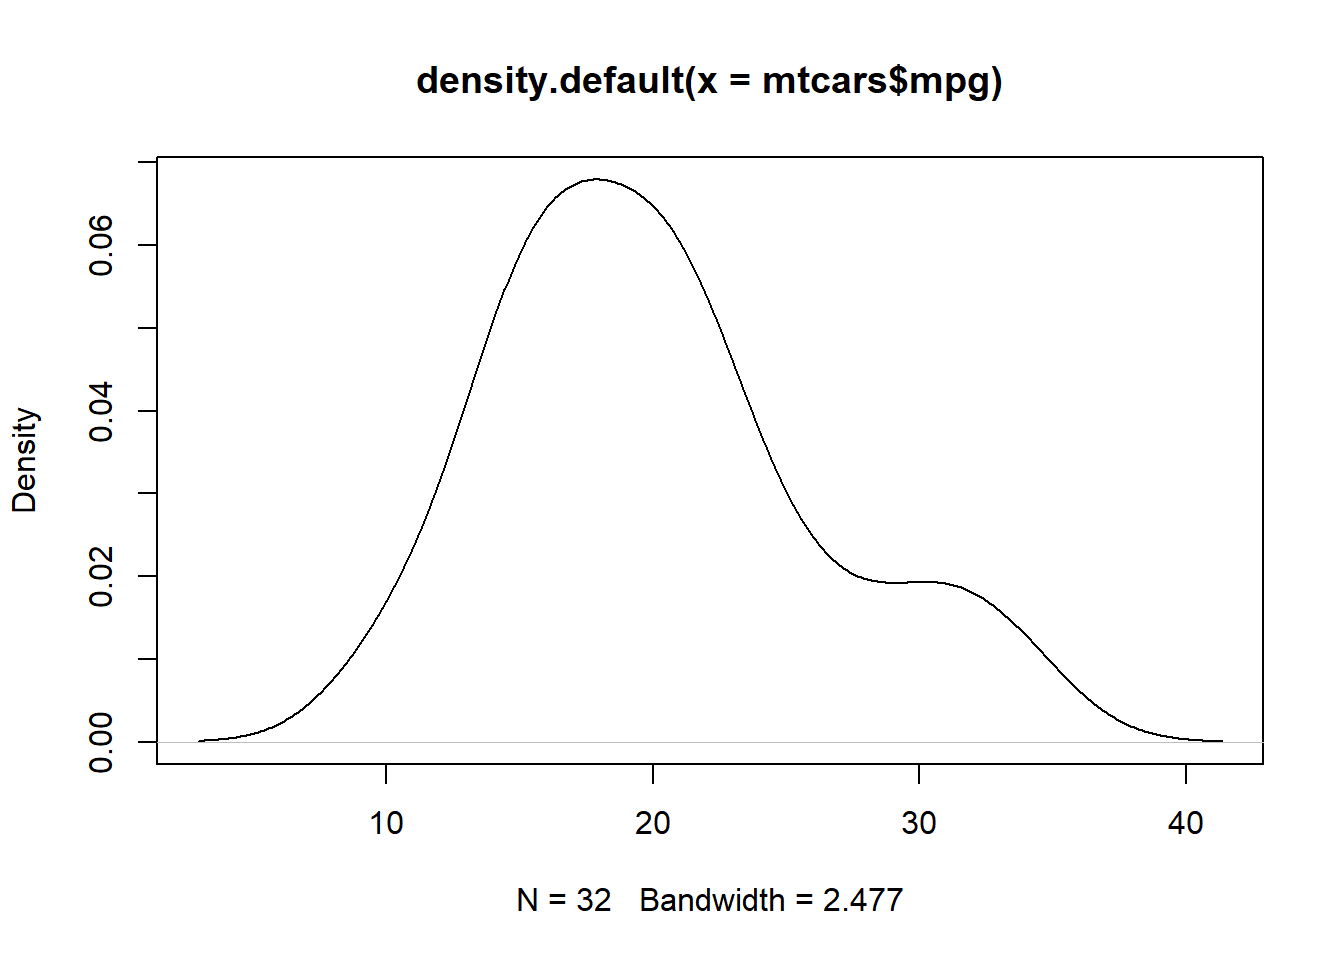 density.default(x = mtcars$mpg)
Density
0.06
0.04
0.02
0.00
10 20 30 40
N = 32   Bandwidth = 2.477